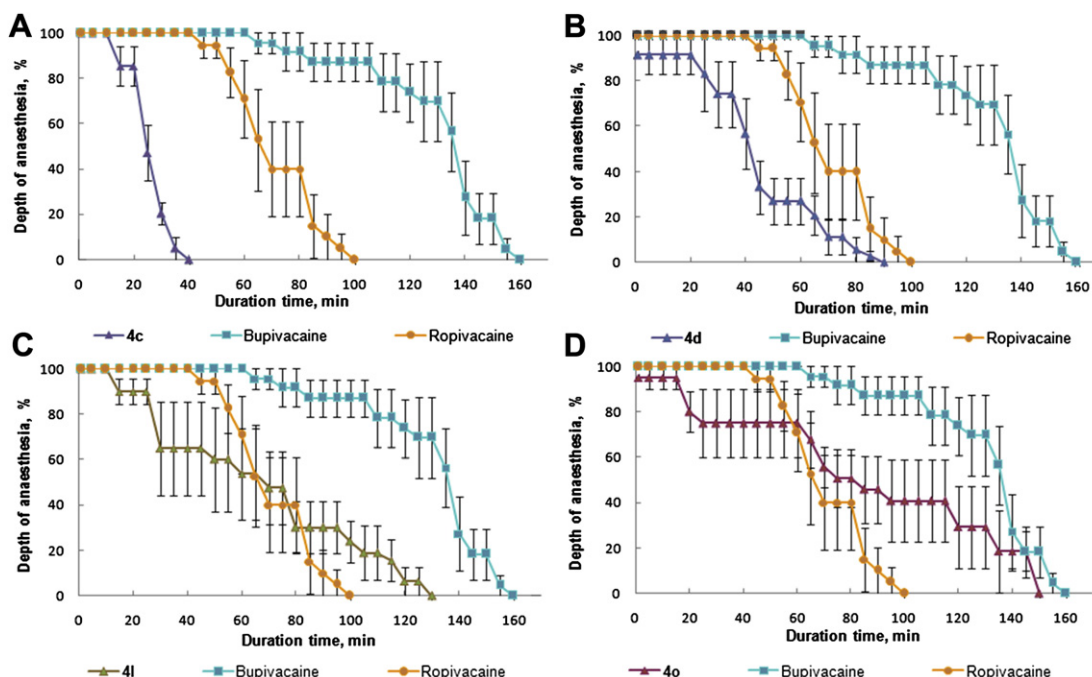 A
Depth of anaesthesia, %
100
80
60
40
20
0
0 20 40 60 80 100 120 140 160
Duration time, min
4c Bupivacaine Ropivacaine
B
Depth of anaesthesia, %
100
80
60
40
20
0
0 20 40 60 80 100 120 140 160
Duration time, min
4d Bupivacaine Ropivacaine
C
Depth of anaesthesia, %
100
80
60
40
20
0
0 20 40 60 80 100 120 140 160
Duration time, min
4l Bupivacaine Ropivacaine
D
Depth of anaesthesia, %
100
80
60
40
20
0
0 20 40 60 80 100 120 140 160
Duration time, min
4o Bupivacaine Ropivacaine